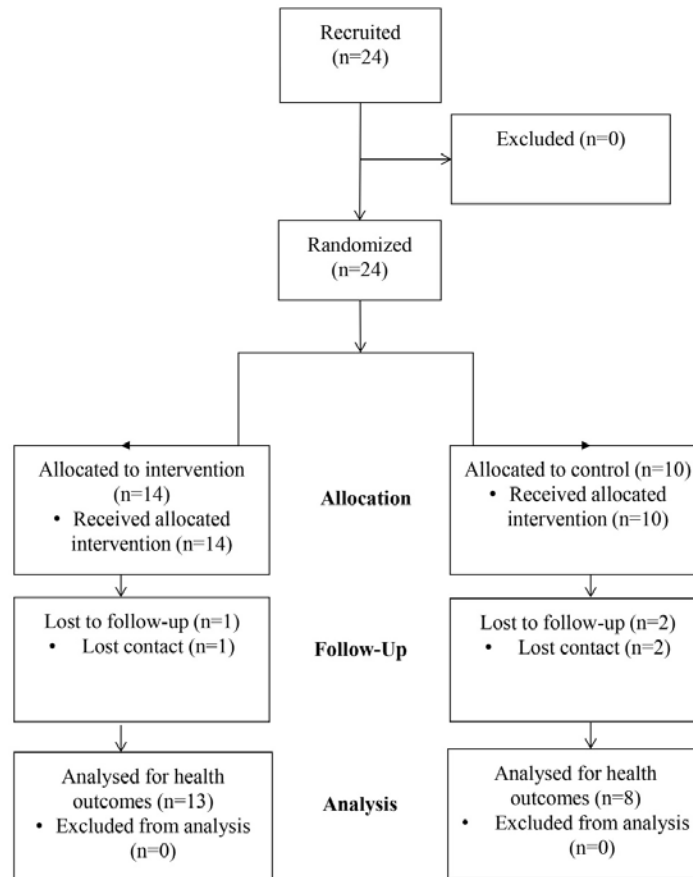 Recruited
(n=24)
Excluded (n=0)
Randomized
(n=24)
Allocated to intervention
(n=14)
• Received allocated
intervention (n=14)
Allocation
Allocated to control (n=10)
• Received allocated
intervention (n=10)
Lost to follow-up (n=1)
• Lost contact (n=1)
Follow-Up
Lost to follow-up (n=2)
• Lost contact (n=2)
Analysed for health
outcomes (n=13)
• Excluded from analysis
(n=0)
Analysis
Analysed for health
outcomes (n=8)
• Excluded from analysis
(n=0)